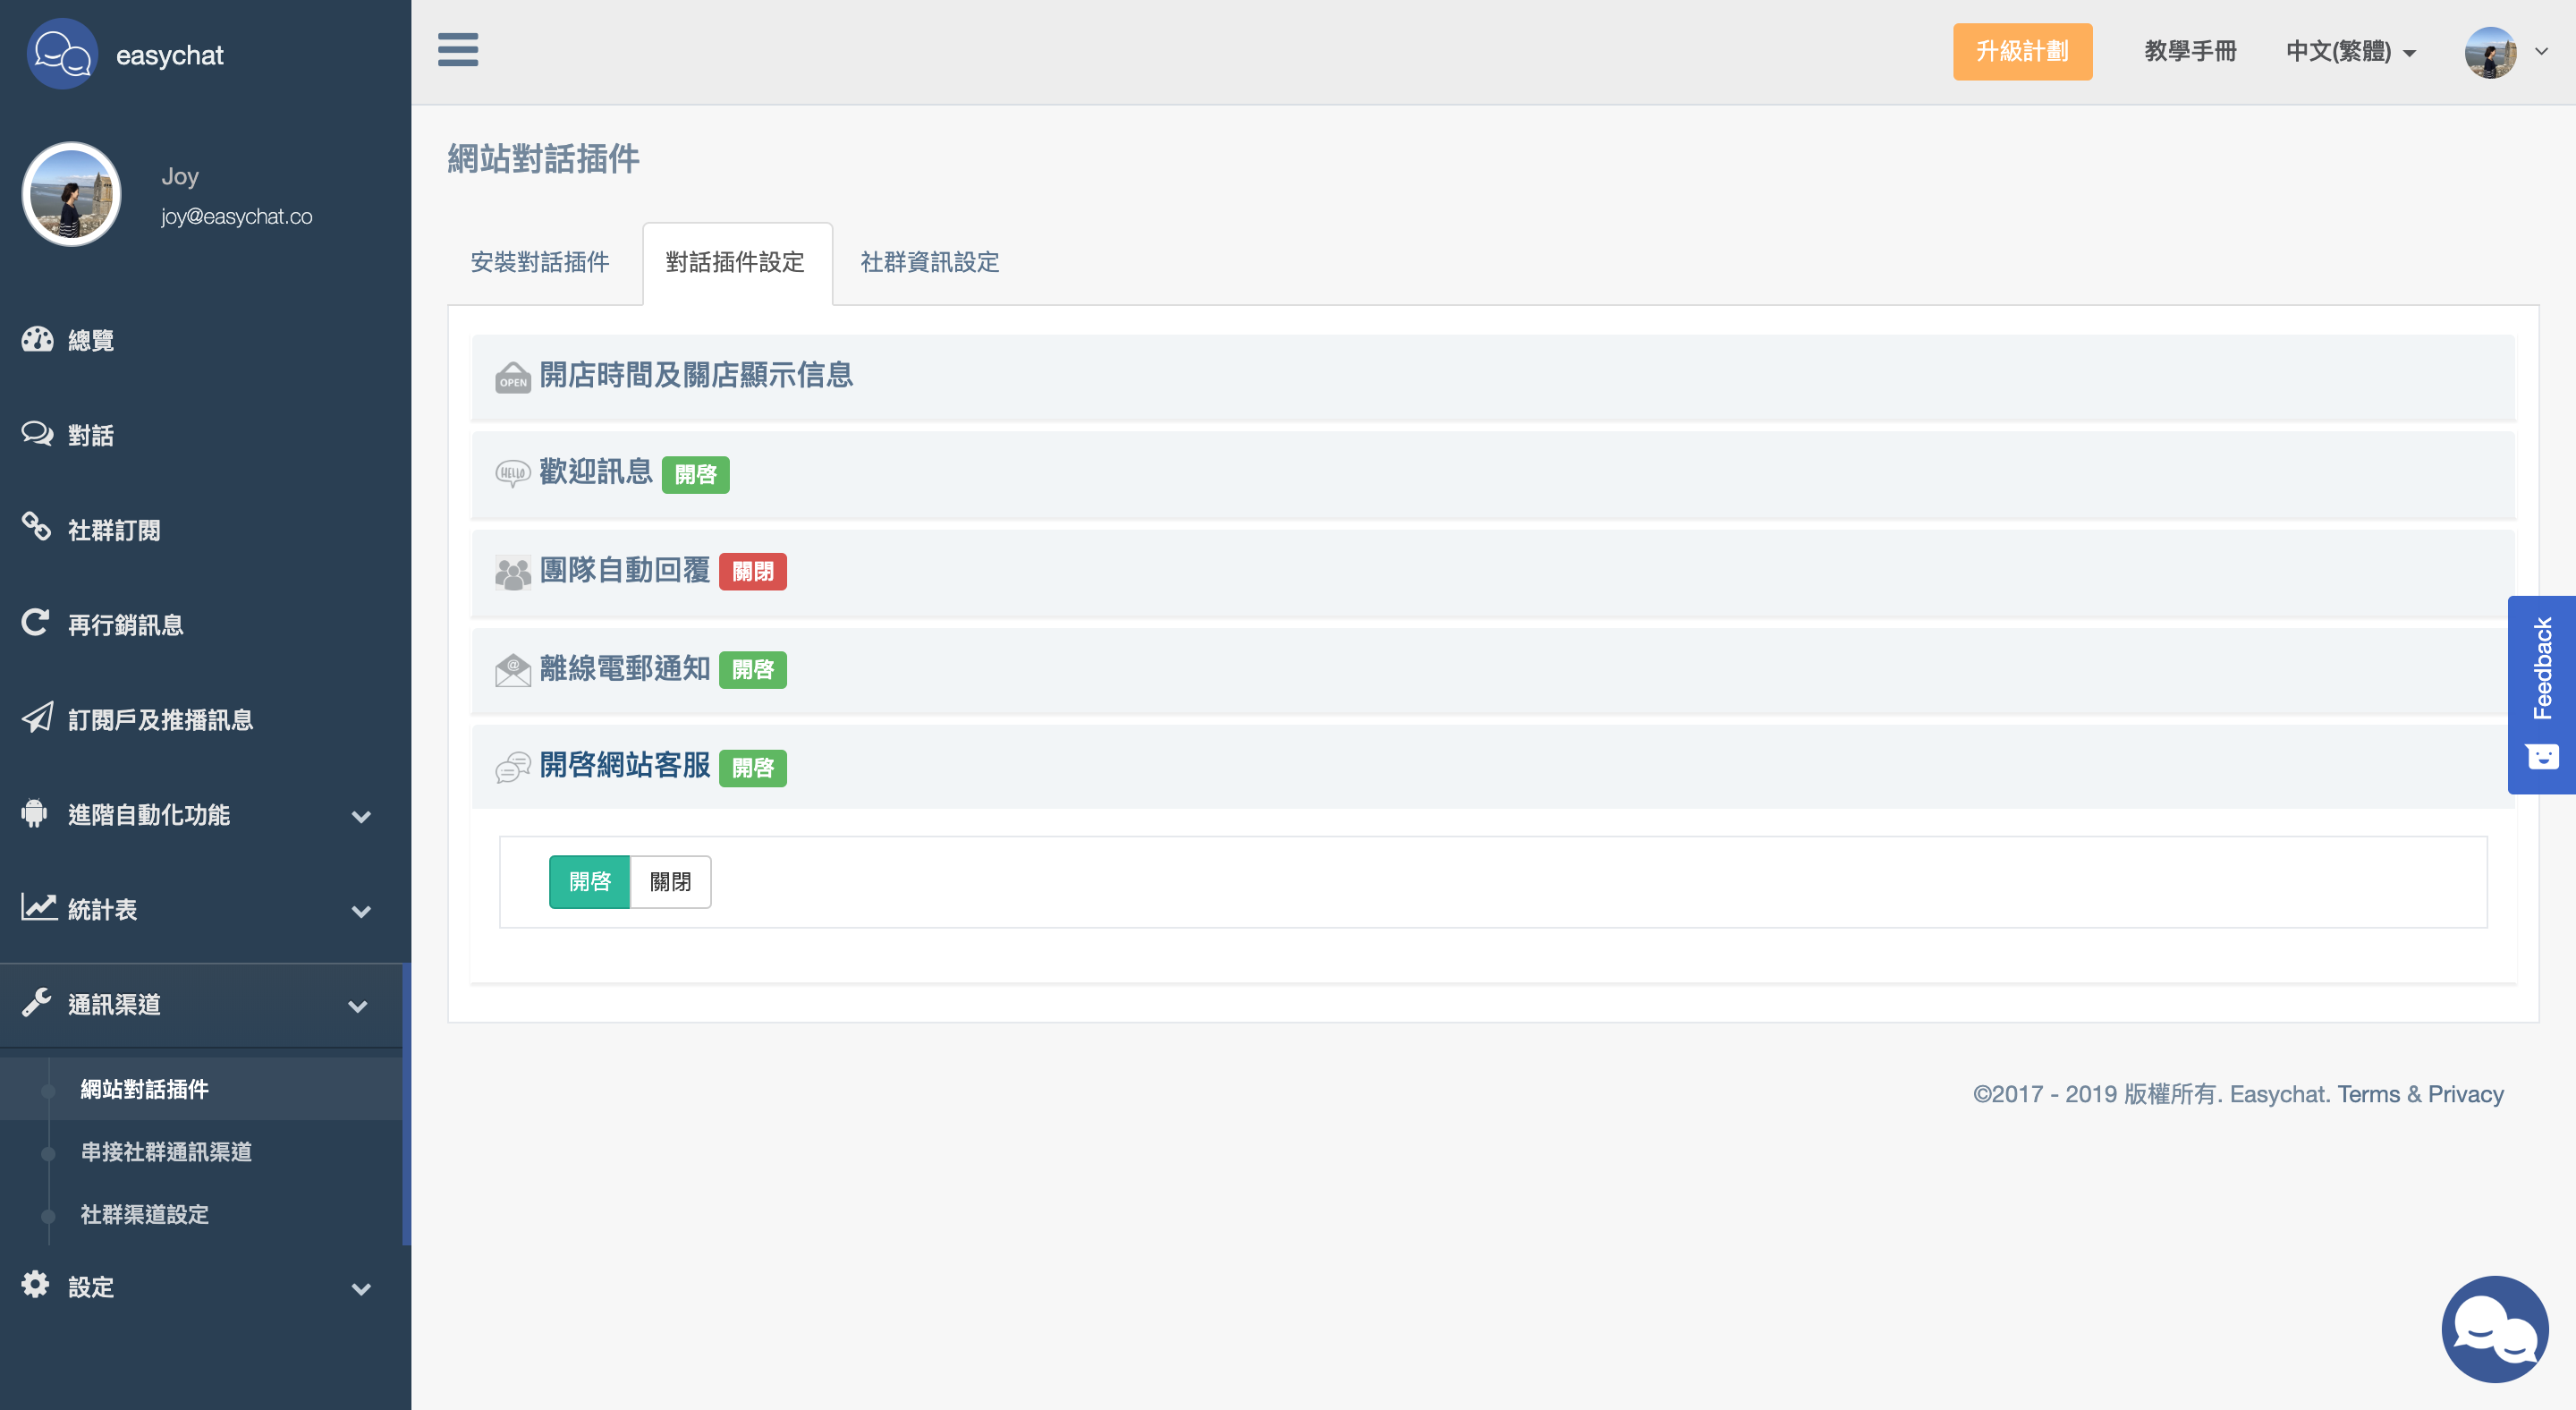 easychat
升級計劃
教學手冊
中文(繁體)
Joy
joy@easychat.co
總覽
對話
社群訂閱
再行銷訊息
訂閱戶及推播訊息
進階自動化功能
統計表
通訊渠道
網站對話插件
串接社群通訊渠道
社群渠道設定
設定
網站對話插件
安裝對話插件
對話插件設定
社群資訊設定
OPEN 開店時間及關店顯示信息
HELLO 歡迎訊息 開啓
團隊自動回覆 關閉
@ 離線電郵通知 開啓
開啓網站客服 開啓
開啓 關閉
Feedback
©2017 - 2019 版權所有. Easychat. Terms & Privacy